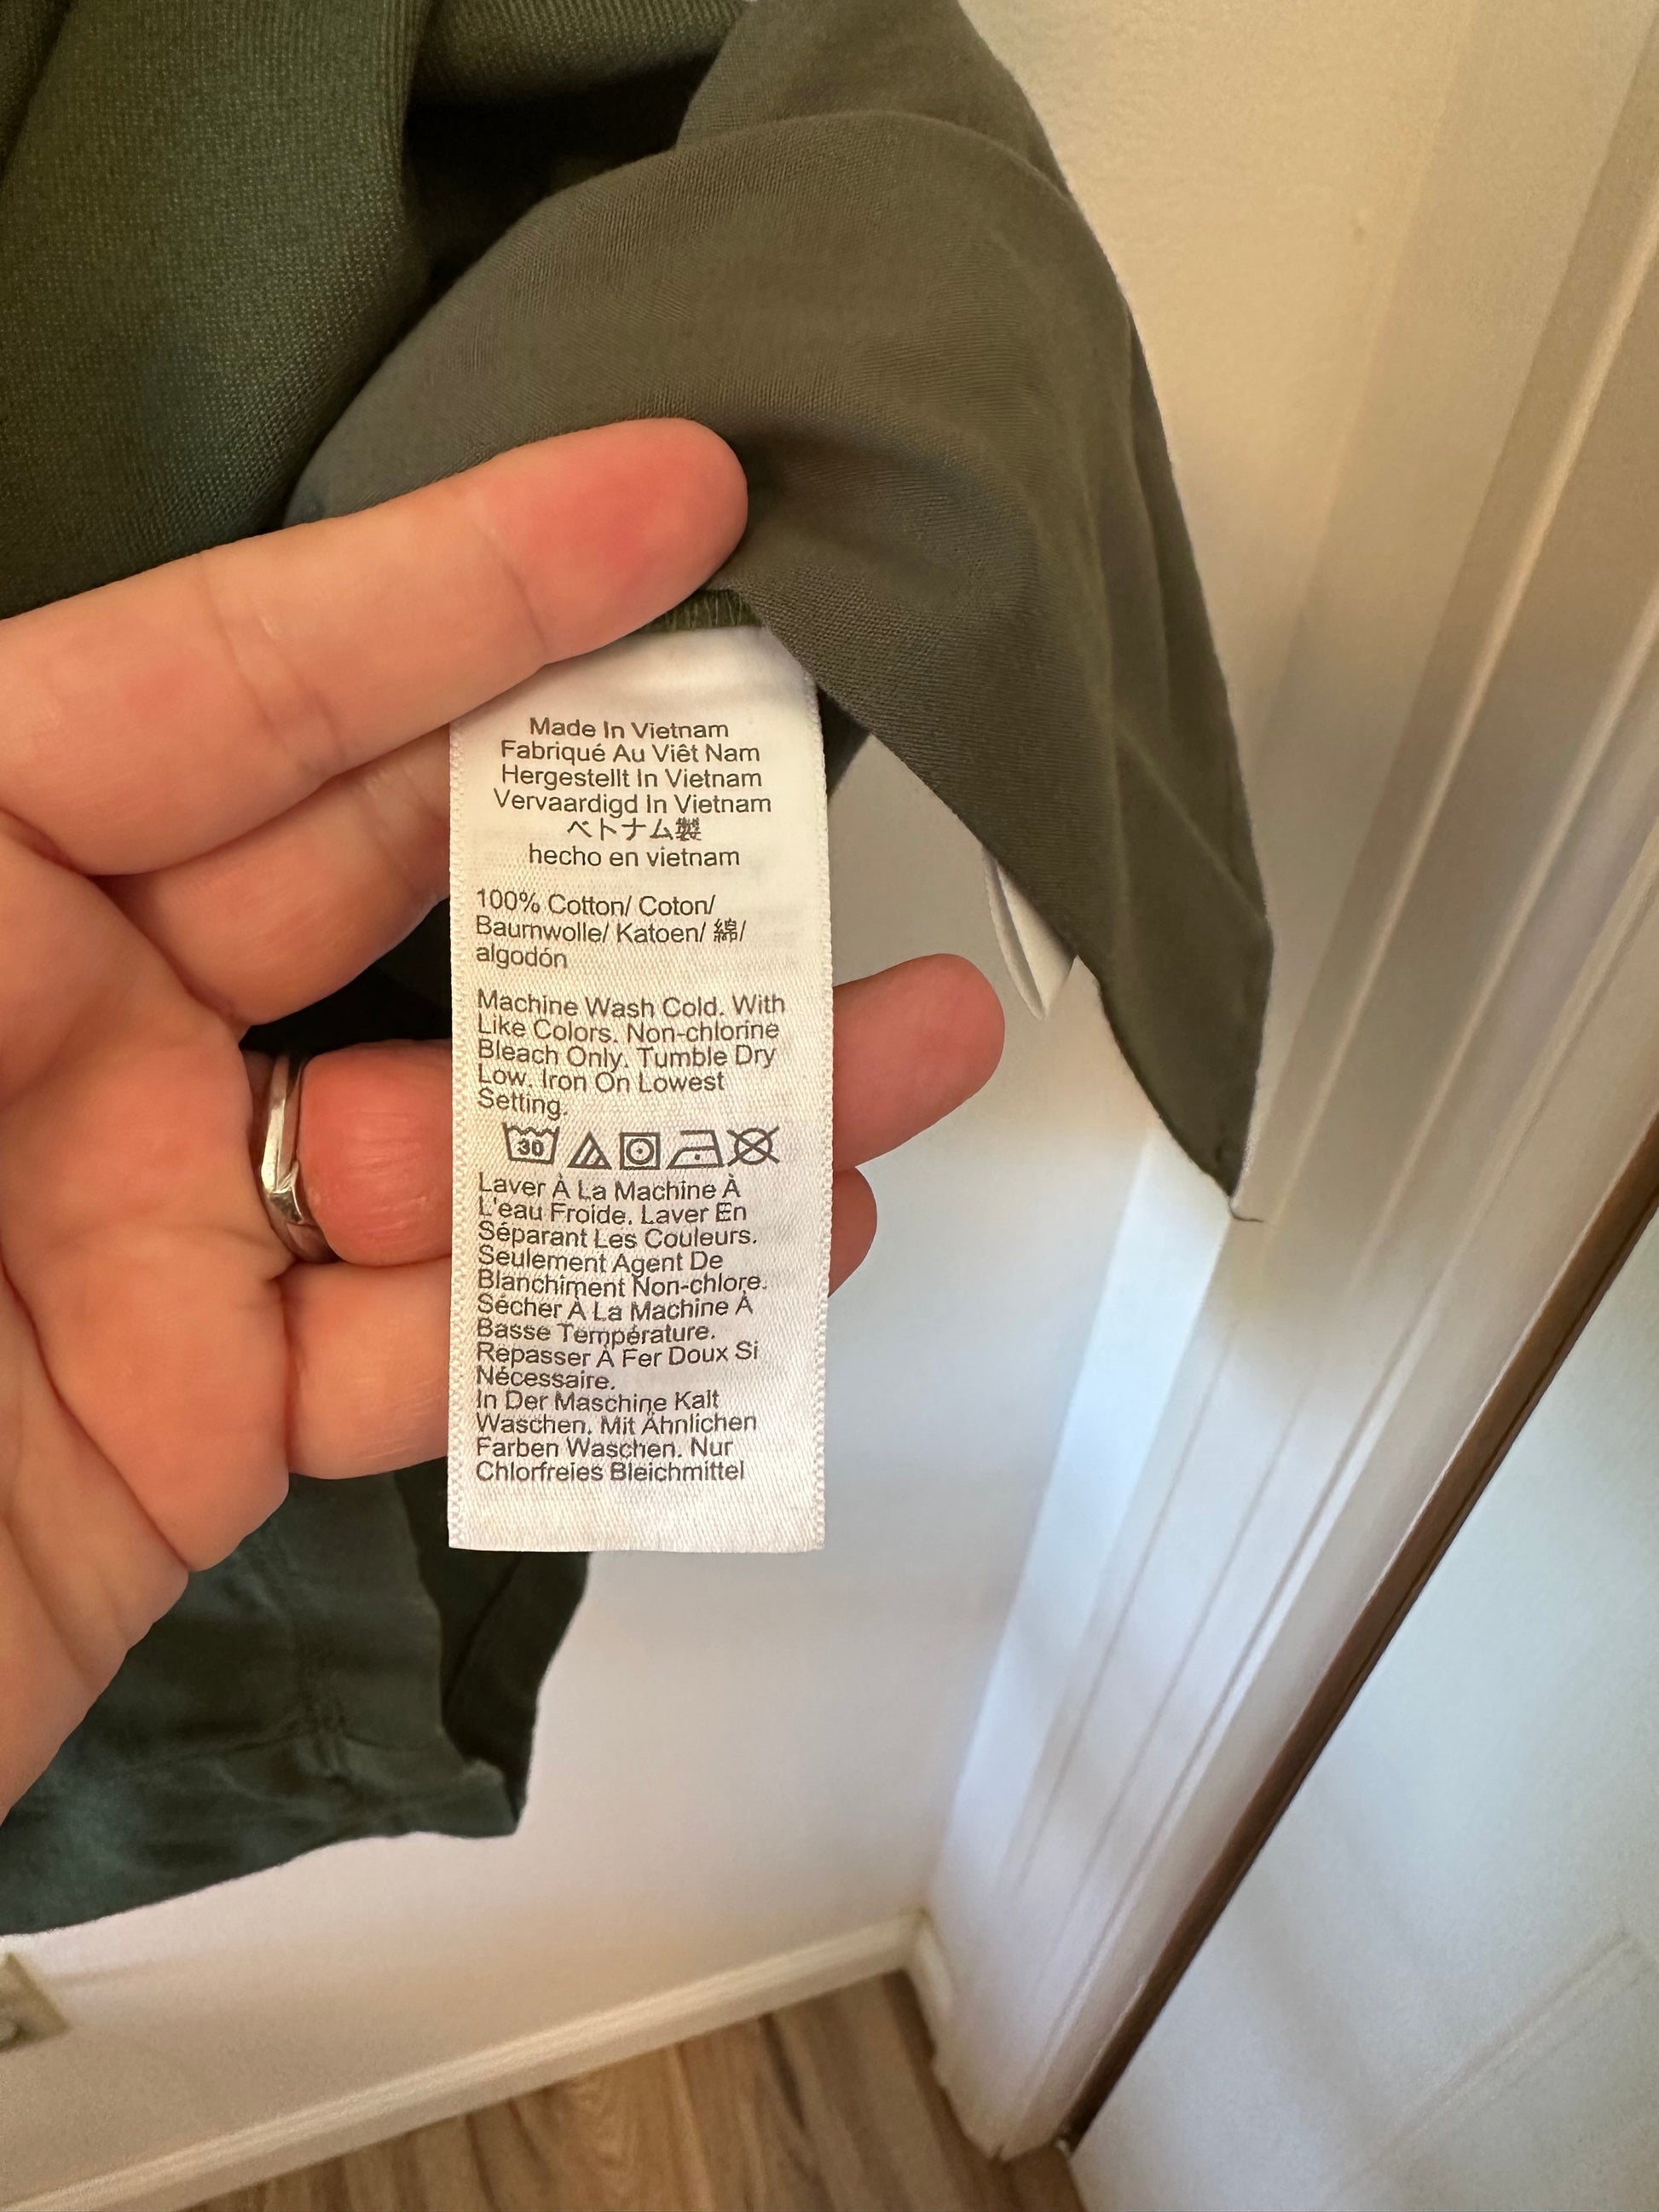 Made In Vietnam
Fabriqué Au Viêt Nam
Hergestellt In Vietnam
Vervaardigd In Vietnam
ベトナム製
hecho en vietnam
100% Cotton/ Coton/
Baumwolle/ Katoen/ 綿/
algodón
Machine Wash Cold. With
Like Colors. Non-chlorine
Bleach Only. Tumble Dry
Low. Iron On Lowest
Setting.
30
Laver À La Machine À
L'eau Froide. Laver En
Séparant Les Couleurs.
Seulement Agent De
Blanchiment Non-chlore.
Sécher À La Machine À
Basse Température.
Repasser À Fer Doux Si
Nécessaire.
In Der Maschine Kalt
Waschen. Mit Ähnlichen
Farben Waschen. Nur
Chlorfreies Bleichmittel